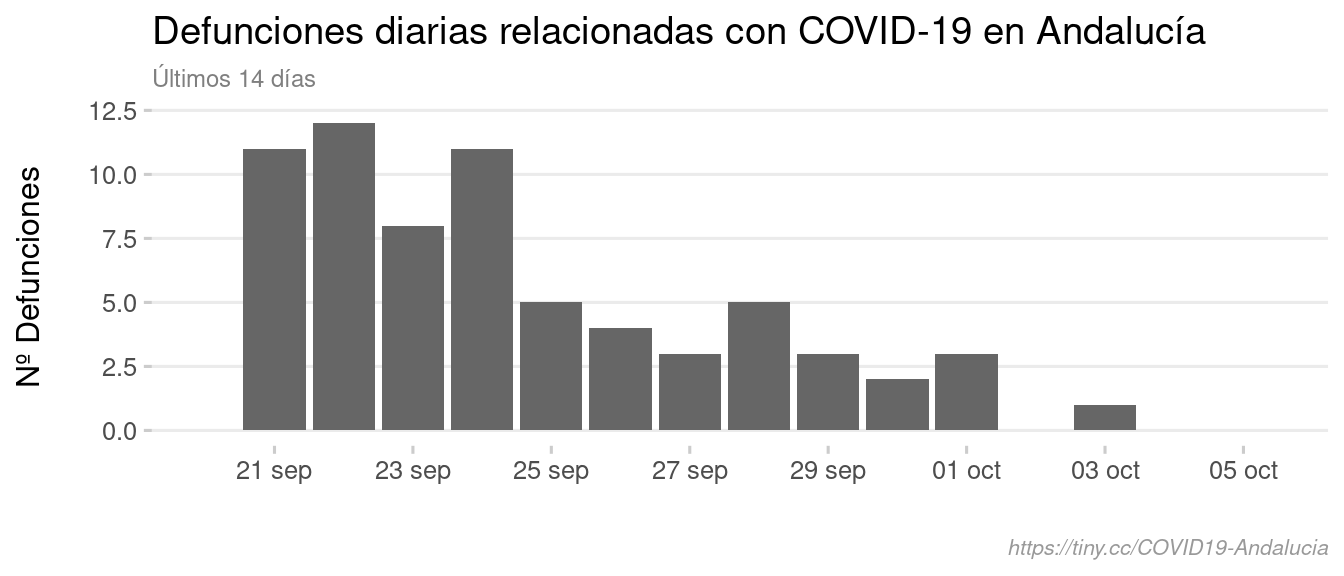 Defunciones diarias relacionadas con COVID-19 en Andalucía
Últimos 14 días
Nº Defunciones
12.5
10.0
7.5
5.0
2.5
0.0
21 sep 23 sep 25 sep 27 sep 29 sep 01 oct 03 oct 05 oct
https://tiny.cc/COVID19-Andalucia